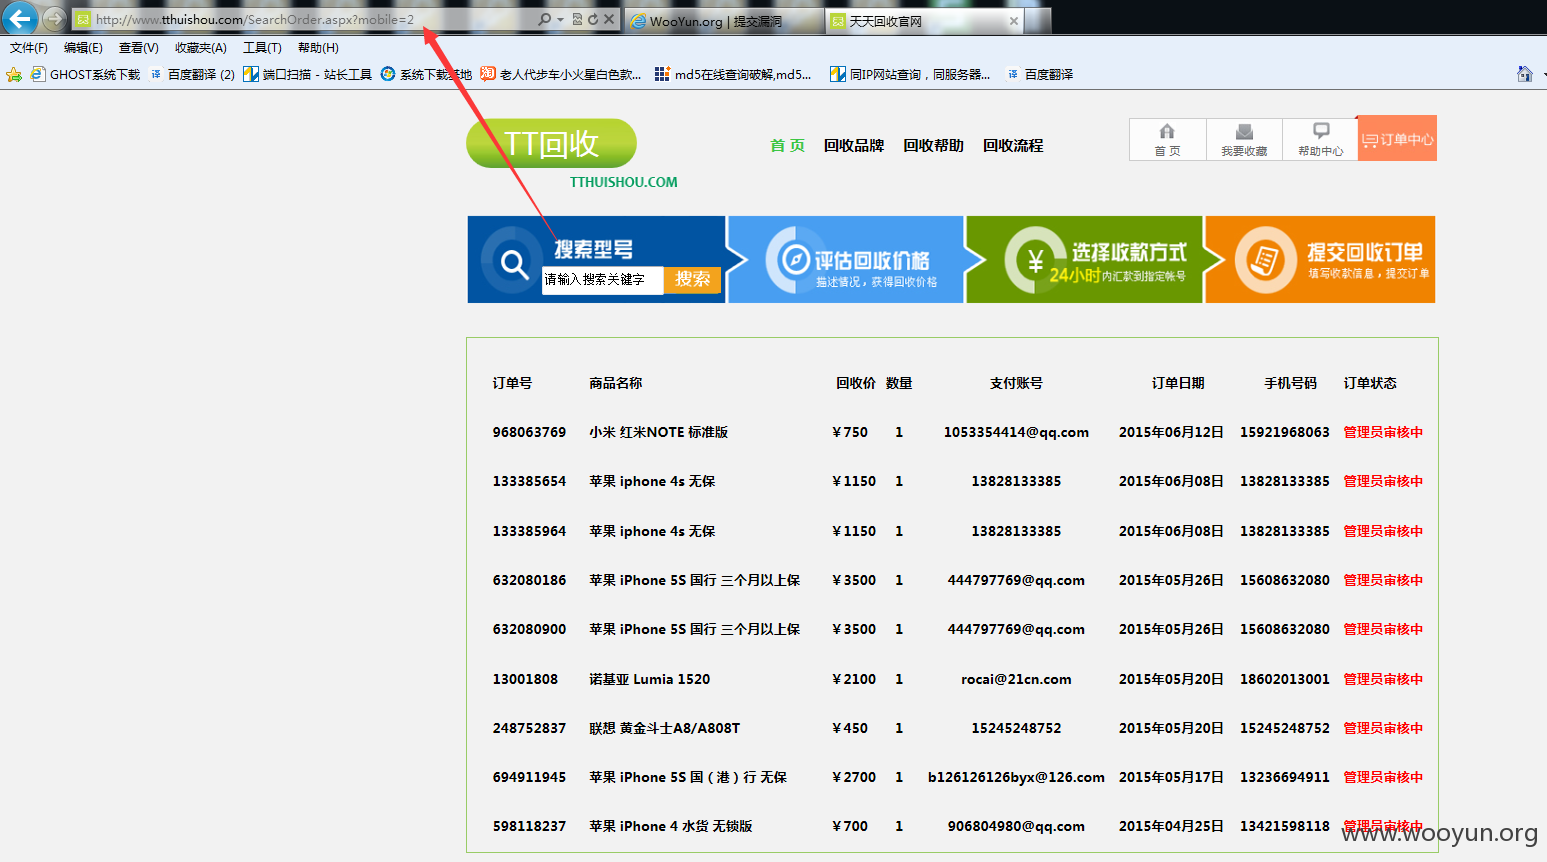 http://www.tthuishou.com/SearchOrder.aspx?mobile=2
WooYun.org | 提交漏洞
天天回收官网
文件(F) 编辑(E) 查看(V) 收藏夹(A) 工具(T) 帮助(H)
GHOST系统下载 百度翻译 (2) 端口扫描 - 站长工具 系统下载基地 老人代步车小火星白色款... md5在线查询破解,md5... 同IP网站查询，同服务器... 百度翻译
TT回收
TTHUISHOU.COM
首 页 回收品牌 回收帮助 回收流程
首 页 我要收藏 帮助中心 订单中心
搜索型号
请输入搜索关键字 搜索
评估回收价格
描述情况，获得回收价格
¥ 选择收款方式
24小时内汇款到指定帐号
提交回收订单
填写收款信息，提交订单
订单号 商品名称 回收价 数量 支付账号 订单日期 手机号码 订单状态
968063769 小米 红米NOTE 标准版 ￥750 1 1053354414@qq.com 2015年06月12日 15921968063 管理员审核中
133385654 苹果 iphone 4s 无保 ￥1150 1 13828133385 2015年06月08日 13828133385 管理员审核中
133385964 苹果 iphone 4s 无保 ￥1150 1 13828133385 2015年06月08日 13828133385 管理员审核中
632080186 苹果 iPhone 5S 国行 三个月以上保 ￥3500 1 444797769@qq.com 2015年05月26日 15608632080 管理员审核中
632080900 苹果 iPhone 5S 国行 三个月以上保 ￥3500 1 444797769@qq.com 2015年05月26日 15608632080 管理员审核中
13001808 诺基亚 Lumia 1520 ￥2100 1 rocai@21cn.com 2015年05月20日 18602013001 管理员审核中
248752837 联想 黄金斗士A8/A808T ￥450 1 15245248752 2015年05月20日 15245248752 管理员审核中
694911945 苹果 iPhone 5S 国（港）行 无保 ￥2700 1 b126126126byx@126.com 2015年05月17日 13236694911 管理员审核中
598118237 苹果 iPhone 4 水货 无锁版 ￥700 1 906804980@qq.com 2015年04月25日 13421598118 管理员审核中
www.wooyun.org